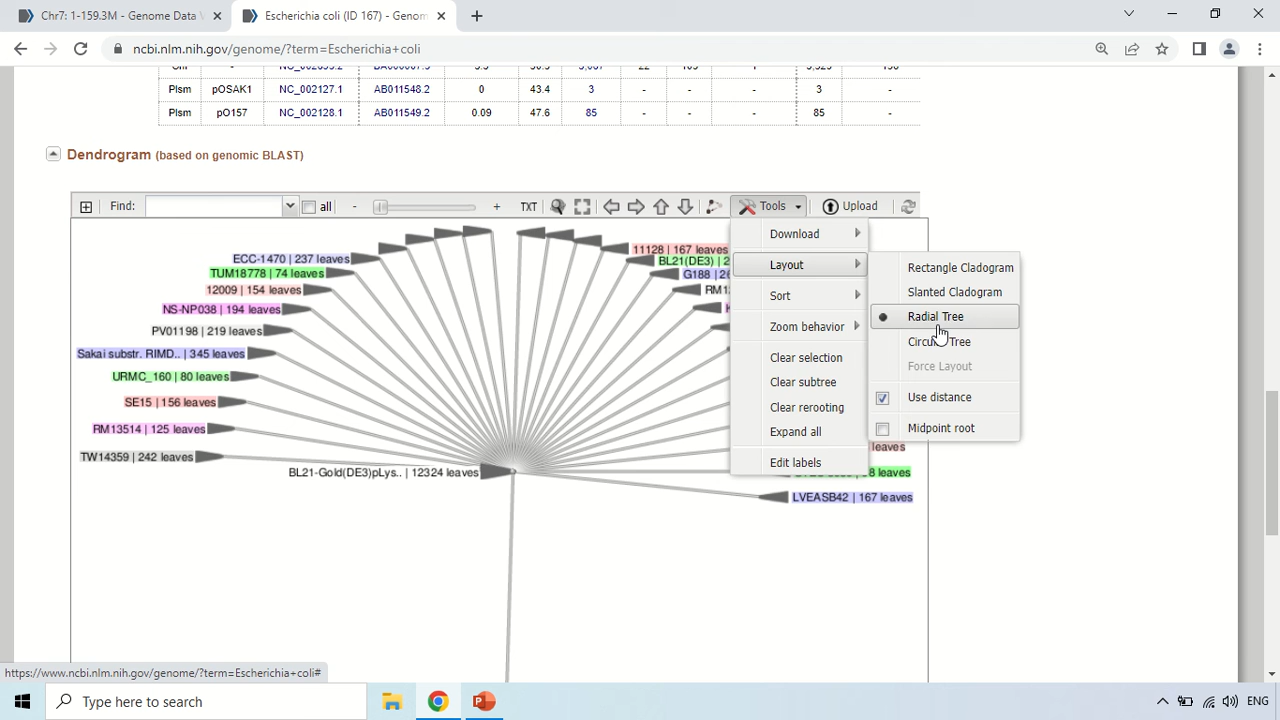 Chr7: 1-159.3M - Genome Data
Escherichia coli (ID 167) - Genom
ncbi.nlm.nih.gov/genome/?term=Escherichia+coli
Plsm pOSAK1 NC_002127.1 AB011548.2 0 43.4 3 - - - 3 -
Plsm pO157 NC_002128.1 AB011549.2 0.09 47.6 85 - - - 85 -
Dendrogram (based on genomic BLAST)
Find: all - + TXT Tools Upload
Download
Layout
Sort
Zoom behavior
Clear selection
Clear subtree
Clear rerooting
Expand all
Edit labels
Rectangle Cladogram
Slanted Cladogram
Radial Tree
Tree
Force Layout
Use distance
Midpoint root
ECC-1470 | 237 leaves
TUM18778 | 74 leaves
12009 | 154 leaves
NS-NP038 | 194 leaves
PV01198 | 219 leaves
Sakai substr. RIMD.. | 345 leaves
URMC_160 | 80 leaves
SE15 | 156 leaves
RM13514 | 125 leaves
TW14359 | 242 leaves
BL21-Gold(DE3)pLys.. | 12324 leaves
11128 | 167 leaves
BL21(DE3) |
G188 |
leaves
leaves
LVEASB42 | 167 leaves
https://www.ncbi.nlm.nih.gov/genome/?term=Escherichia+coli#
Type here to search
ENG